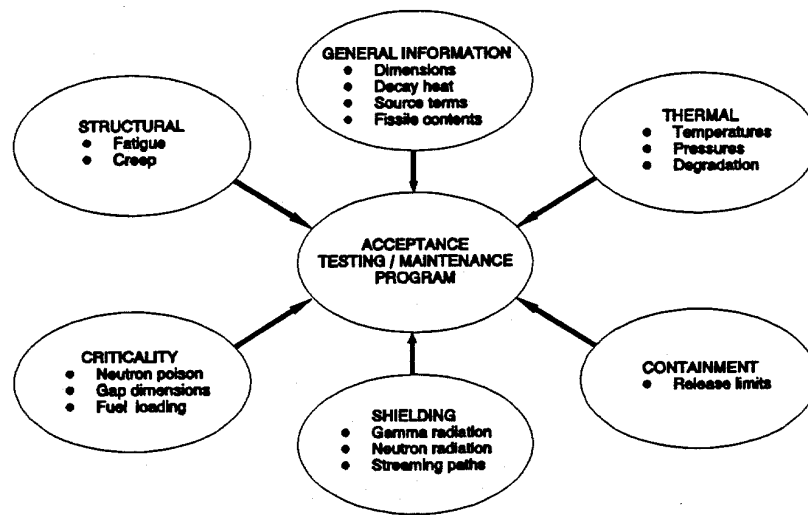 GENERAL INFORMATION
● Dimensions
● Decay heat
● Source terms
● Fissile contents
STRUCTURAL
● Fatigue
● Creep
THERMAL
● Temperatures
● Pressures
● Degradation
ACCEPTANCE
TESTING / MAINTENANCE
PROGRAM
CRITICALITY
● Neutron poison
● Gap dimensions
● Fuel loading
SHIELDING
● Gamma radiation
● Neutron radiation
● Streaming paths
CONTAINMENT
● Release limits